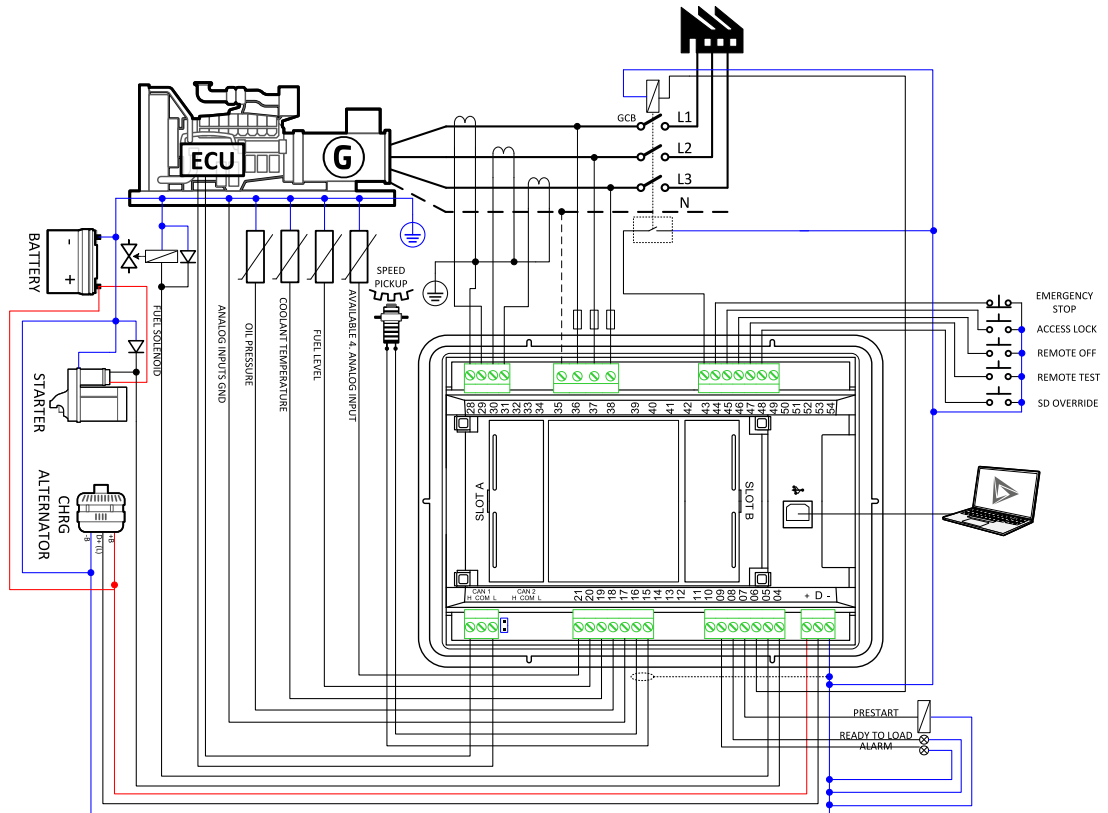 GCB
L1
L2
L3
N
ECU
G
BATTERY
-
+
FUEL SOLENOID
ANALOG INPUTS GND
OIL PRESSURE
COOLANT TEMPERATURE
FUEL LEVEL
AVAILABLE 4. ANALOG INPUT
SPEED
PICKUP
STARTER
CHRG
ALTERNATOR
-B
D+ (L)
+B
EMERGENCY
STOP
ACCESS LOCK
REMOTE OFF
REMOTE TEST
SD OVERRIDE
28 29 30 31 32 33 34 35 36 37 38 39 40 41 42 43 44 45 46 47 48 49 50 51 52 53 54
SLOT A
SLOT B
CAN 1
H COM L
CAN 2
H COM L
21 20 19 18 17 16 15 14 13 12 11 10 09 08 07 06 05 04
+ D -
PRESTART
READY TO LOAD
ALARM